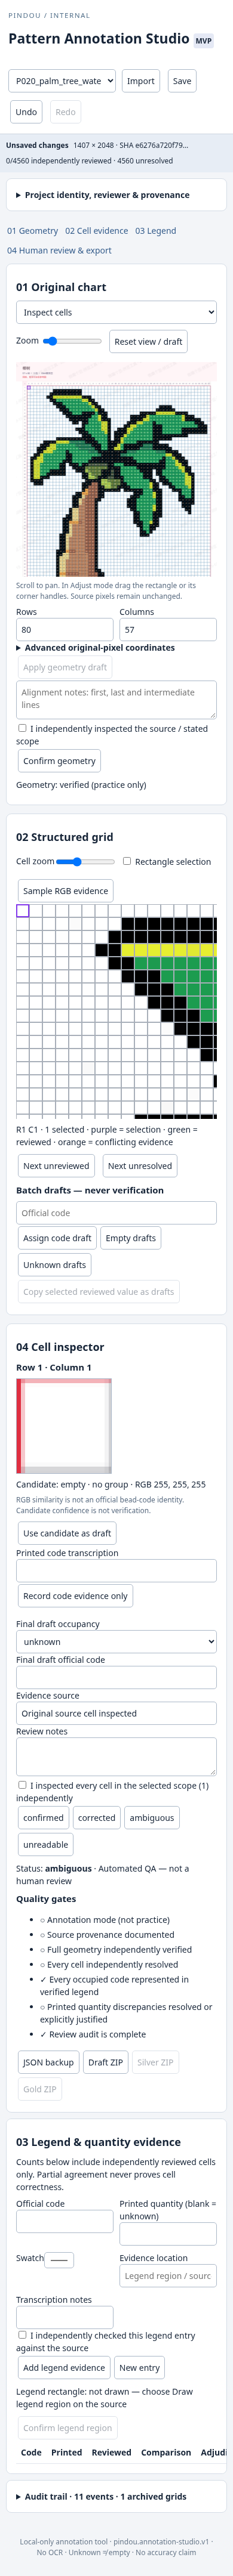 PINDOU / INTERNAL
Pattern Annotation Studio MVP
P020_palm_tree_wate
Import
Save
Undo
Redo
Unsaved changes 1407 × 2048 · SHA e6276a720f79…
0/4560 independently reviewed · 4560 unresolved
▶ Project identity, reviewer & provenance
01 Geometry 02 Cell evidence 03 Legend
04 Human review & export
01 Original chart
Inspect cells
Zoom
Reset view / draft
Scroll to pan. In Adjust mode drag the rectangle or its
corner handles. Source pixels remain unchanged.
Rows
Columns
80
57
▶ Advanced original-pixel coordinates
Apply geometry draft
Alignment notes: first, last and intermediate
lines
I independently inspected the source / stated
scope
Confirm geometry
Geometry: verified (practice only)
02 Structured grid
Cell zoom
Rectangle selection
Sample RGB evidence
R1 C1 · 1 selected · purple = selection · green =
reviewed · orange = conflicting evidence
Next unreviewed
Next unresolved
Batch drafts — never verification
Official code
Assign code draft
Empty drafts
Unknown drafts
Copy selected reviewed value as drafts
04 Cell inspector
Row 1 · Column 1
Candidate: empty · no group · RGB 255, 255, 255
RGB similarity is not an official bead-code identity.
Candidate confidence is not verification.
Use candidate as draft
Printed code transcription
Record code evidence only
Final draft occupancy
unknown
Final draft official code
Evidence source
Original source cell inspected
Review notes
I inspected every cell in the selected scope (1)
independently
confirmed
corrected
ambiguous
unreadable
Status: ambiguous · Automated QA — not a
human review
Quality gates
○ Annotation mode (not practice)
○ Source provenance documented
○ Full geometry independently verified
○ Every cell independently resolved
✓ Every occupied code represented in
verified legend
○ Printed quantity discrepancies resolved or
explicitly justified
✓ Review audit is complete
JSON backup
Draft ZIP
Silver ZIP
Gold ZIP
03 Legend & quantity evidence
Counts below include independently reviewed cells
only. Partial agreement never proves cell
correctness.
Official code
Printed quantity (blank =
unknown)
Swatch
Evidence location
Legend region / sourc
Transcription notes
I independently checked this legend entry
against the source
Add legend evidence
New entry
Legend rectangle: not drawn — choose Draw
legend region on the source
Confirm legend region
Code Printed Reviewed Comparison Adjudi
▶ Audit trail · 11 events · 1 archived grids
Local-only annotation tool · pindou.annotation-studio.v1 ·
No OCR · Unknown ≠ empty · No accuracy claim